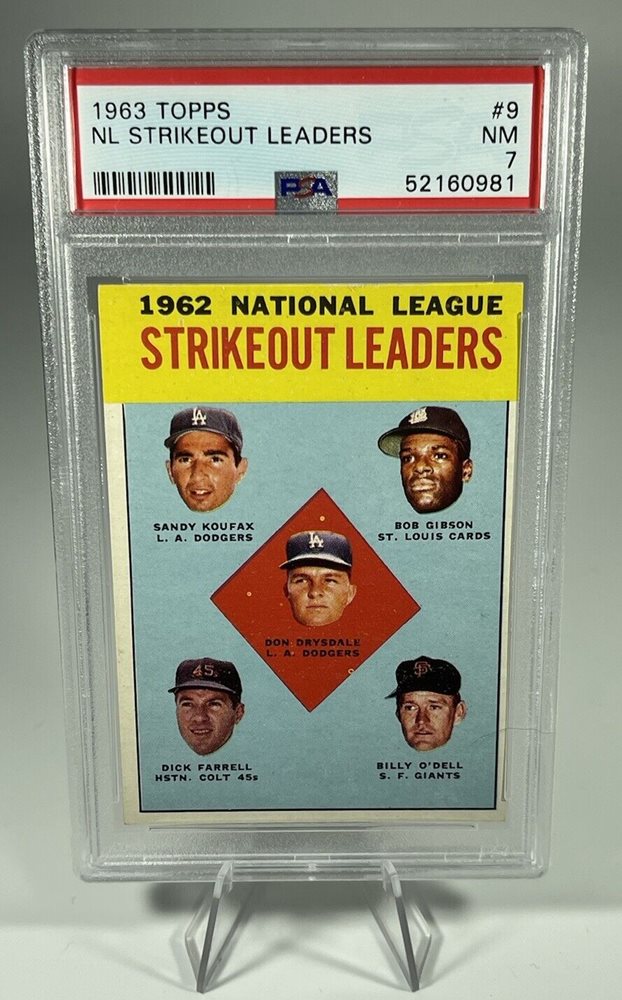 1963 TOPPS #9
NL STRIKEOUT LEADERS NM
7
PSA 52160981
1962 NATIONAL LEAGUE
STRIKEOUT LEADERS
LA
SANDY KOUFAX
L. A. DODGERS
STL
BOB GIBSON
ST. LOUIS CARDS
LA
DON DRYSDALE
L. A. DODGERS
.45s
DICK FARRELL
HSTN. COLT 45s
SF
BILLY O'DELL
S. F. GIANTS